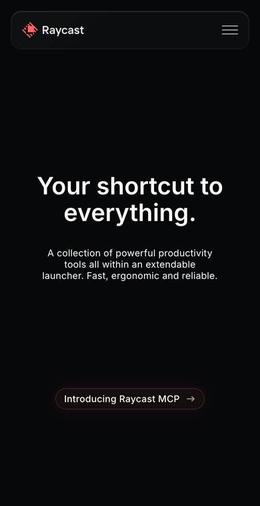 Raycast
Your shortcut to
everything.
A collection of powerful productivity
tools all within an extendable
launcher. Fast, ergonomic and reliable.
Introducing Raycast MCP →